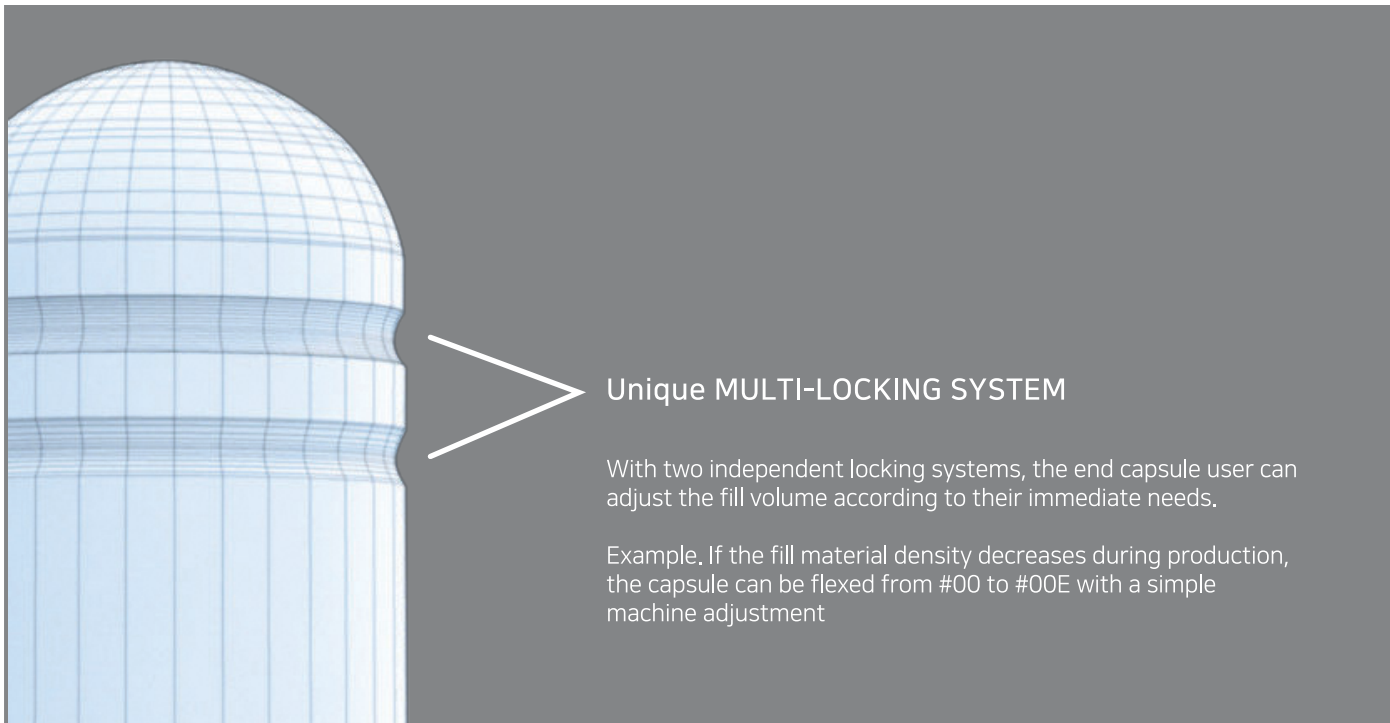 Unique MULTI-LOCKING SYSTEM
With two independent locking systems, the end capsule user can
adjust the fill volume according to their immediate needs.
Example. If the fill material density decreases during production,
the capsule can be flexed from #00 to #00E with a simple
machine adjustment